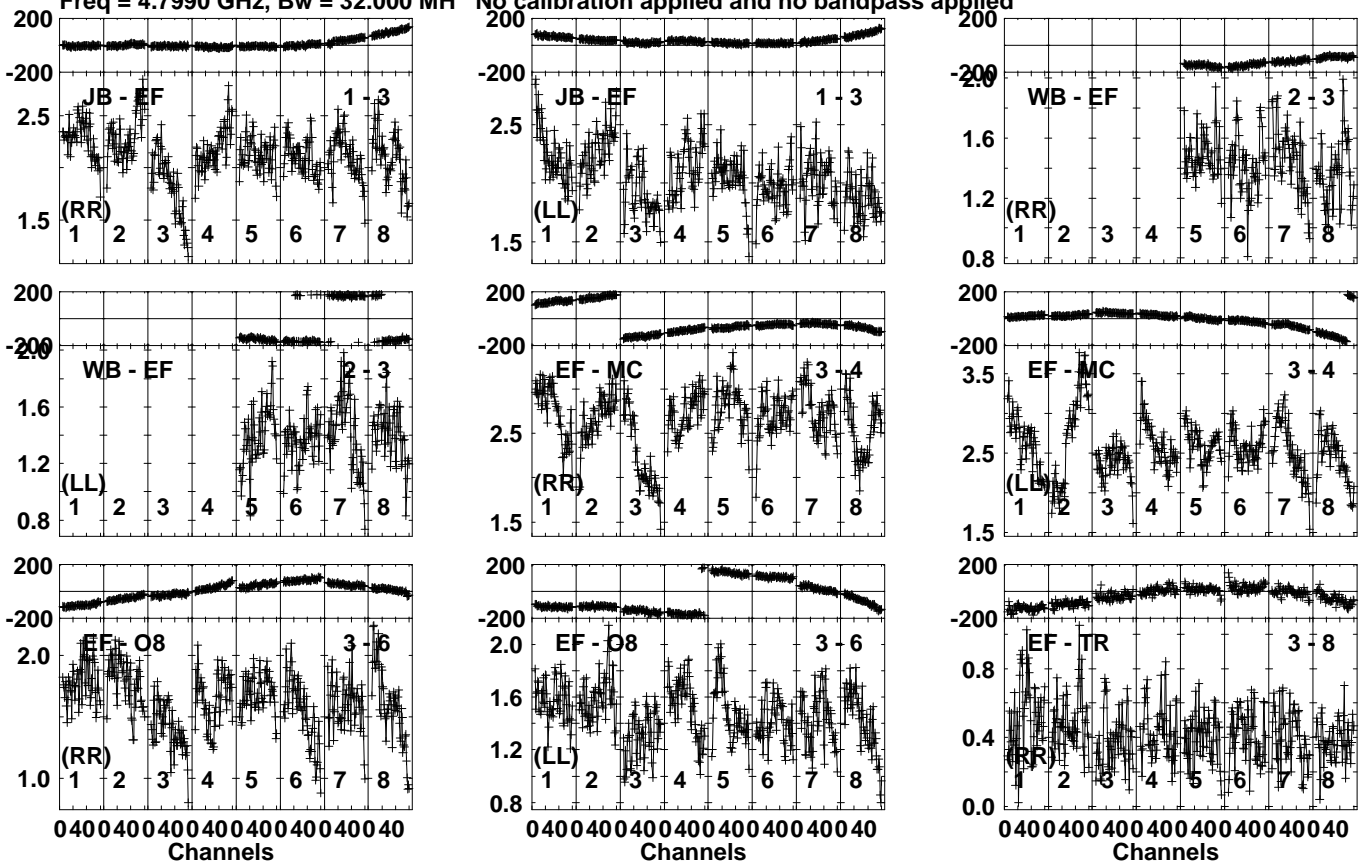 Freq = 4.7990 GHz, Bw = 32.000 MH No calibration applied and no bandpass applied
200 200 200
-200 -200 -200
JB - EF 1 - 3 JB - EF 1 - 3 WB - EF 2 - 3
2.0
2.5 2.5 1.6
1.2
1.5 1.5 0.8
(RR) (LL) (RR)
1 2 3 4 5 6 7 8 1 2 3 4 5 6 7 8 1 2 3 4 5 6 7 8
200 200 200
-200 -200 -200
WB - EF 2 - 3 EF - MC 3 - 4 EF - MC 3 - 4
2.0 3.5
1.6 2.5 2.5
1.2
0.8 1.5 1.5
(LL) (RR) (LL)
1 2 3 4 5 6 7 8 1 2 3 4 5 6 7 8 1 2 3 4 5 6 7 8
200 200 200
-200 -200 -200
EF - O8 3 - 6 EF - O8 3 - 6 EF - TR 3 - 8
2.0 2.0 0.8
1.6
1.2 0.4
1.0 0.8 0.0
(RR) (LL) (RR)
1 2 3 4 5 6 7 8 1 2 3 4 5 6 7 8 1 2 3 4 5 6 7 8
0 40 0 40 0 40 0 40 0 40 0 40 0 40 0 40 0 40 0 40 0 40 0 40 0 40 0 40 0 40 0 40 0 40 0 40 0 40 0 40 0 40 0 40 0 40 0 40
Channels Channels Channels